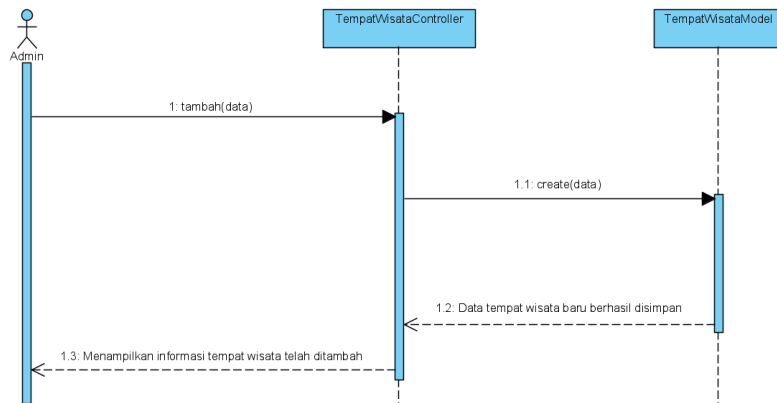 TempatWisataController
TempatWisataModel
Admin
1: tambah(data)
1.1: create(data)
1.2: Data tempat wisata baru berhasil disimpan
1.3: Menampilkan informasi tempat wisata telah ditambah